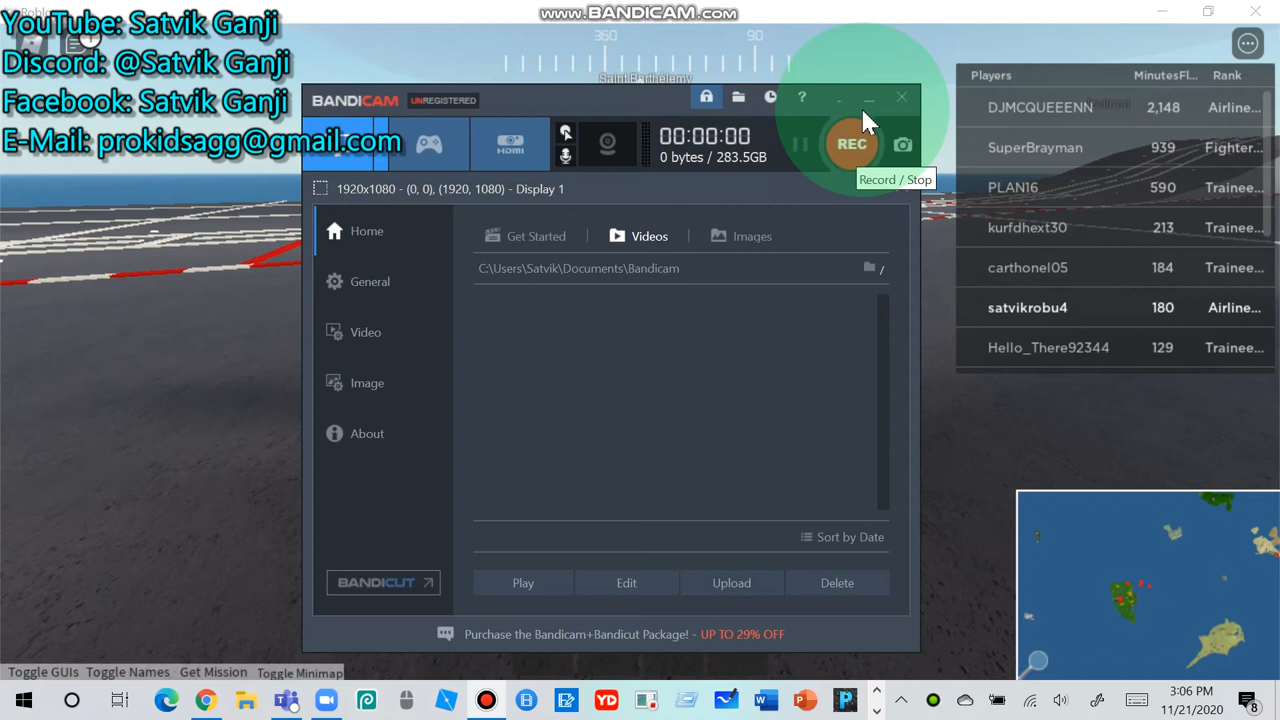 www.BANDICAM.com
YouTube: Satvik Ganji
Discord: @Satvik Ganji
Facebook: Satvik Ganji
E-Mail: prokidsagg@gmail.com
1
360
90
Saint Barthelemy
Players MinutesFl... Rank
DJMCQUEEENN 2,148 Airline...
SuperBrayman 939 Fighter...
PLAN16 590 Trainee...
kurfdhext30 213 Trainee...
carthonel05 184 Trainee...
satvikrobu4 180 Airline...
Hello_There92344 129 Trainee...
BANDICAM UNREGISTERED
HDMI
00:00:00
0 bytes / 283.5GB
REC
Record / Stop
1920x1080 - (0, 0), (1920, 1080) - Display 1
Home
General
Video
Image
About
BANDICUT
Get Started
Videos
Images
C:\Users\Satvik\Documents\Bandicam
/
Sort by Date
Play
Edit
Upload
Delete
Purchase the Bandicam+Bandicut Package! - UP TO 29% OFF
Toggle GUIs Toggle Names Get Mission Toggle Minimap
YD
3:06 PM
11/21/2020
8